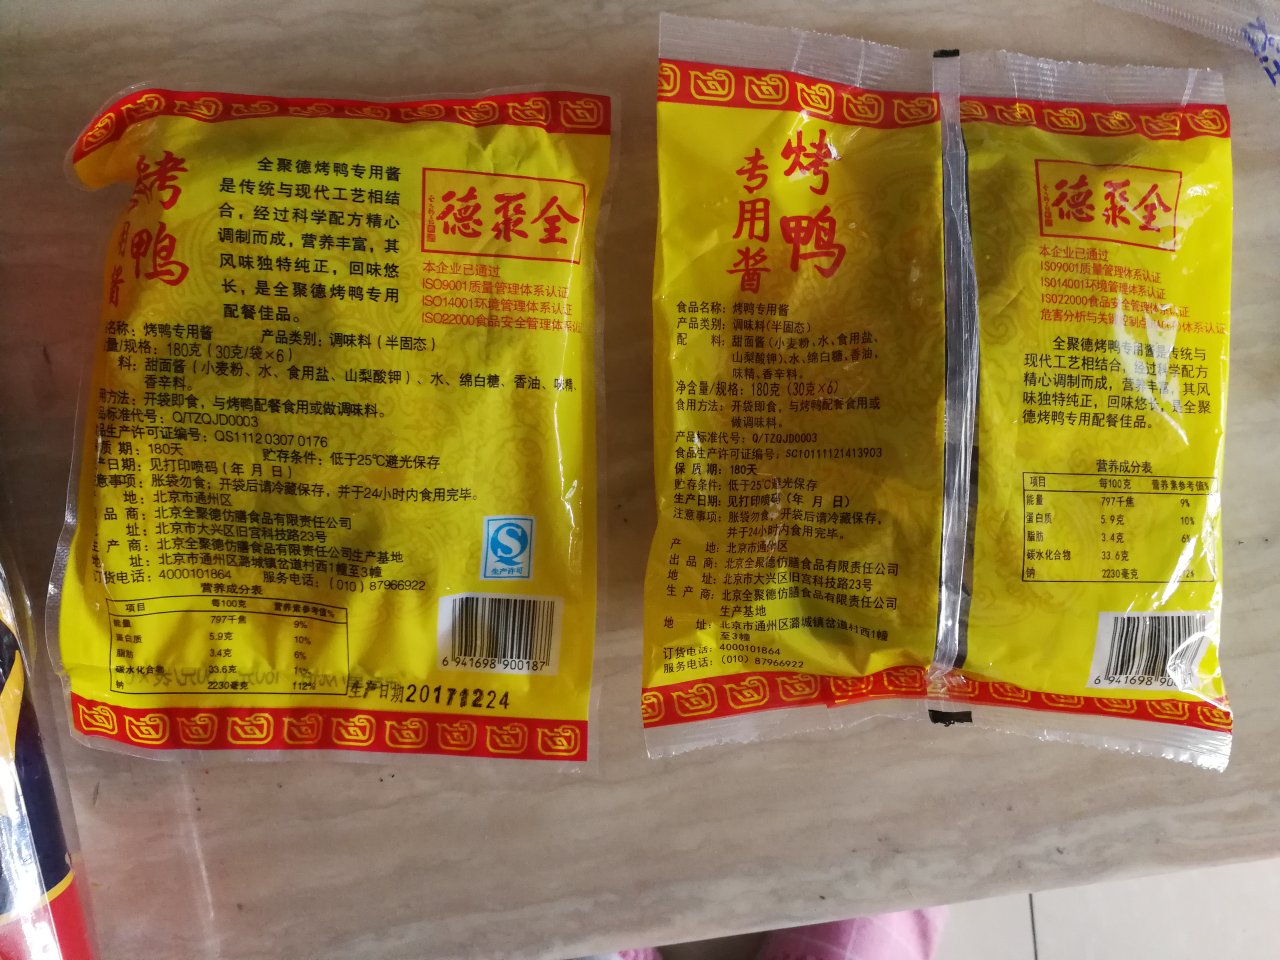 烤鸭
专用酱
全聚德烤鸭专用酱
是传统与现代工艺相结
合，经过科学配方精心
调制而成，营养丰富，其
风味独特纯正，回味悠
长，是全聚德烤鸭专用
配餐佳品。
德聚全
本企业已通过
ISO9001质量管理体系认证
ISO14001环境管理体系认证
ISO22000食品安全管理体系认证
名称：烤鸭专用酱 产品类别：调味料（半固态）
量/规格：180克（30克/袋×6）
料：甜面酱（小麦粉、水、食用盐、山梨酸钾）、水、绵白糖、香油、味精、
香辛料。
用方法：开袋即食，与烤鸭配餐食用或做调味料。
品标准代号：Q/TZQJD0003
品生产许可证编号：QS1112 0307 0176
质 期：180天 贮存条件：低于25℃避光保存
产日期：见打印喷码（年 月 日）
意事项：胀袋勿食；开袋后请冷藏保存，并于24小时内食用完毕。
地：北京市通州区
品 商：北京全聚德仿膳食品有限责任公司
址：北京市大兴区旧宫科技路23号
生 产 商：北京全聚德仿膳食品有限责任公司生产基地
址：北京市通州区潞城镇岔道村西1幢至3幢
订货电话：4000101864 服务电话：（010）87966922
营养成分表
项目 每100克 营养素参考值%
能量 797千焦 9%
蛋白质 5.9克 10%
脂肪 3.4克 6%
碳水化合物 33.6克 11%
钠 2230毫克 112%
生产许可
6 941698 900187
生产日期20171224
烤鸭
专用酱
食品名称：烤鸭专用酱
产品类别：调味料（半固态）
配 料：甜面酱（小麦粉、水、食用盐、
山梨酸钾）、水、绵白糖、香油、
味精、香辛料。
净含量/规格：180克（30克×6）
食用方法：开袋即食，与烤鸭配餐食用或
做调味料。
产品标准代号：Q/TZQJD0003
食品生产许可证编号：SC10111121413903
保 质 期：180天
贮存条件：低于25℃避光保存
生产日期：见打印喷码（年 月 日）
注意事项：胀袋勿食，开袋后请冷藏保存，
并于24小时内食用完毕。
产 地：北京市通州区
出 品 商：北京全聚德仿膳食品有限责任公司
地 址：北京市大兴区旧宫科技路23号
生 产 商：北京全聚德仿膳食品有限责任公司
生产基地
地 址：北京市通州区潞城镇岔道村西1幢
至3幢
订货电话：4000101864
服务电话：（010）87966922
德聚全
本企业已通过
ISO9001质量管理体系认证
ISO14001环境管理体系认证
ISO22000食品安全管理体系认证
危害分析与关键控制点 体系认证
全聚德烤鸭专用酱是传统与
现代工艺相结合，经过科学配方
精心调制而成，营养丰富，其风
味独特纯正，回味悠长，是全聚
德烤鸭专用配餐佳品。
营养成分表
项目 每100克 营养素参考值%
能量 797千焦 9%
蛋白质 5.9克 10%
脂肪 3.4克 6%
碳水化合物 33.6克
钠 2230毫克 12%
6 941698